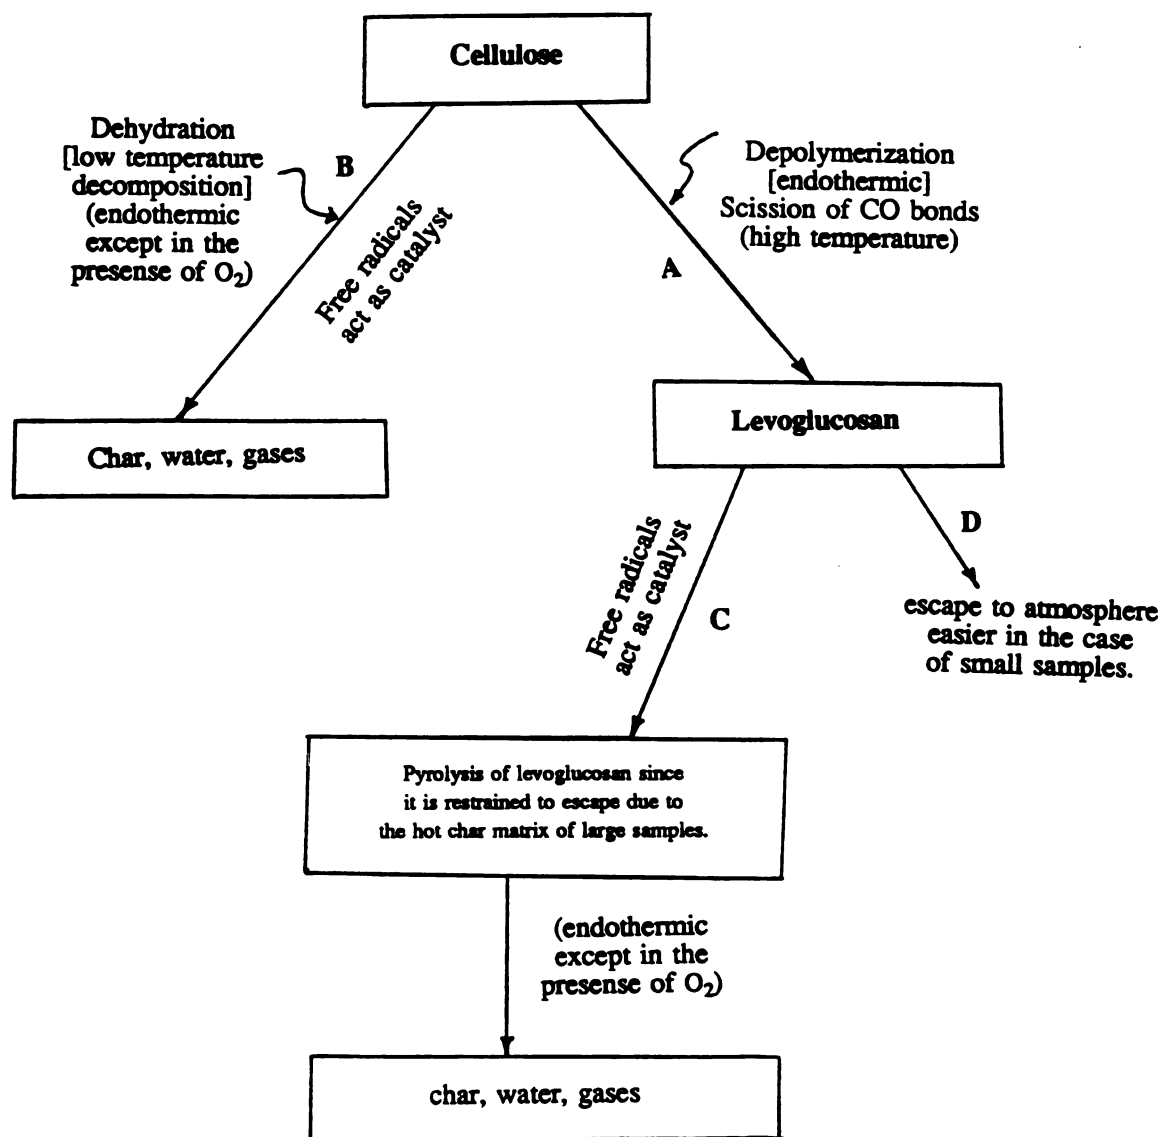 Cellulose
Dehydration
[low temperature
decomposition]
(endothermic
except in the
presense of O₂)
B
Free radicals
act as catalyst
Depolymerization
[endothermic]
Scission of CO bonds
(high temperature)
A
Char, water, gases
Levoglucosan
Free radicals
act as catalyst
C
D
escape to atmosphere
easier in the case
of small samples.
Pyrolysis of levoglucosan since
it is restrained to escape due to
the hot char matrix of large samples.
(endothermic
except in the
presense of O₂)
char, water, gases